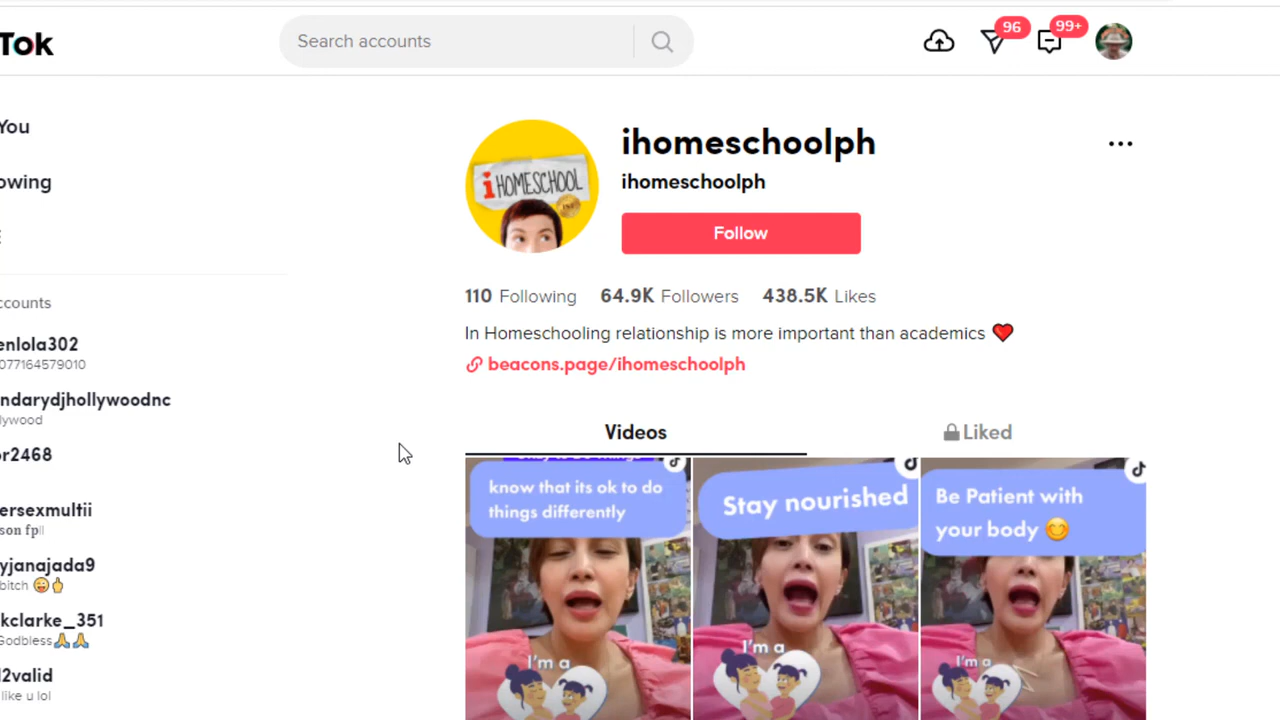 Tok
Search accounts
96
99+
You
owing
ccounts
enlola302
077164579010
ndarydjhollywoodnc
lywood
or2468
ersexmultii
son fpll
yjanajada9
bitch 😜🖕
kclarke_351
Godbless🙏🙏
l2valid
like u lol
i HOMESCHOOL
ihomeschoolph
ihomeschoolph
Follow
110 Following 64.9K Followers 438.5K Likes
In Homeschooling relationship is more important than academics ❤️
beacons.page/ihomeschoolph
Videos
Liked
know that its ok to do
things differently
I'm a
Stay nourished
I'm a
Be Patient with
your body 😊
I'm a